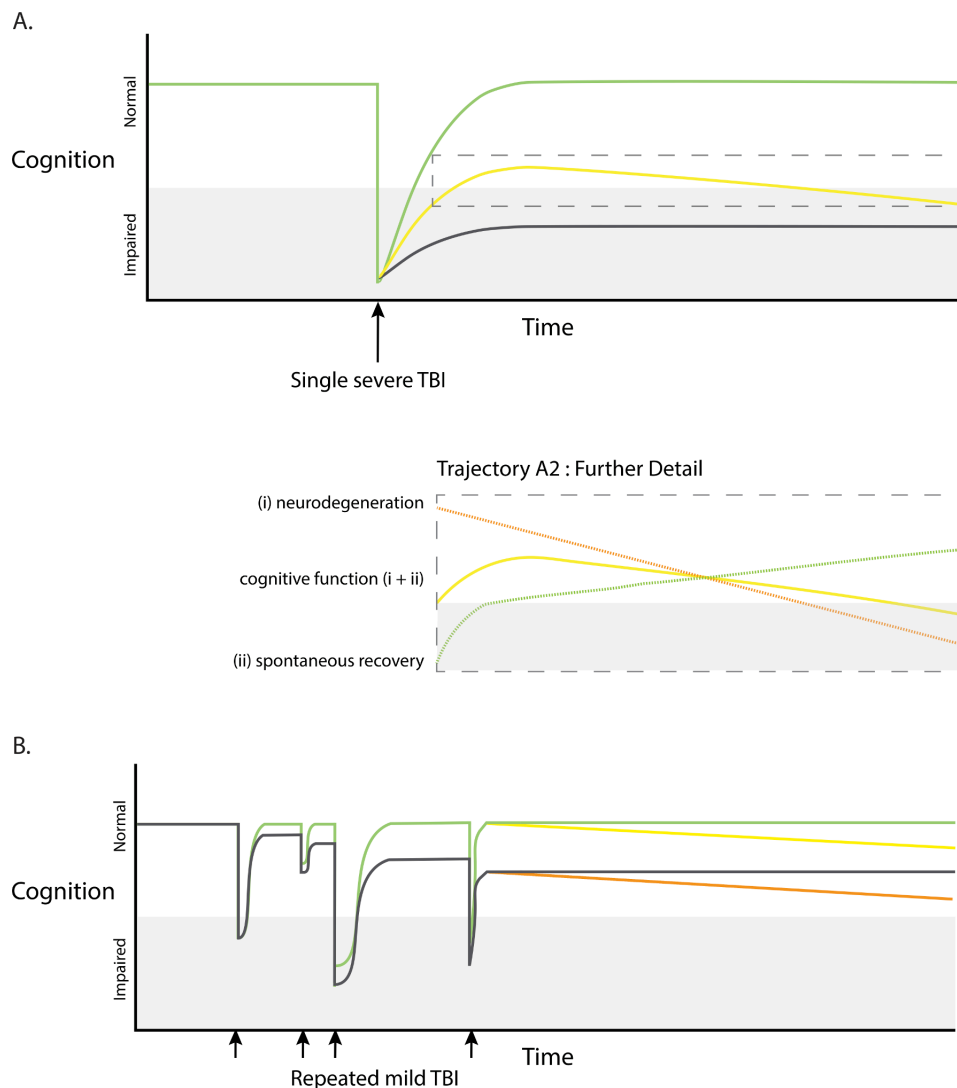 A.
Normal
Cognition
Impaired
Time
Single severe TBI
Trajectory A2 : Further Detail
(i) neurodegeneration
cognitive function (i + ii)
(ii) spontaneous recovery
B.
Normal
Cognition
Impaired
Time
Repeated mild TBI